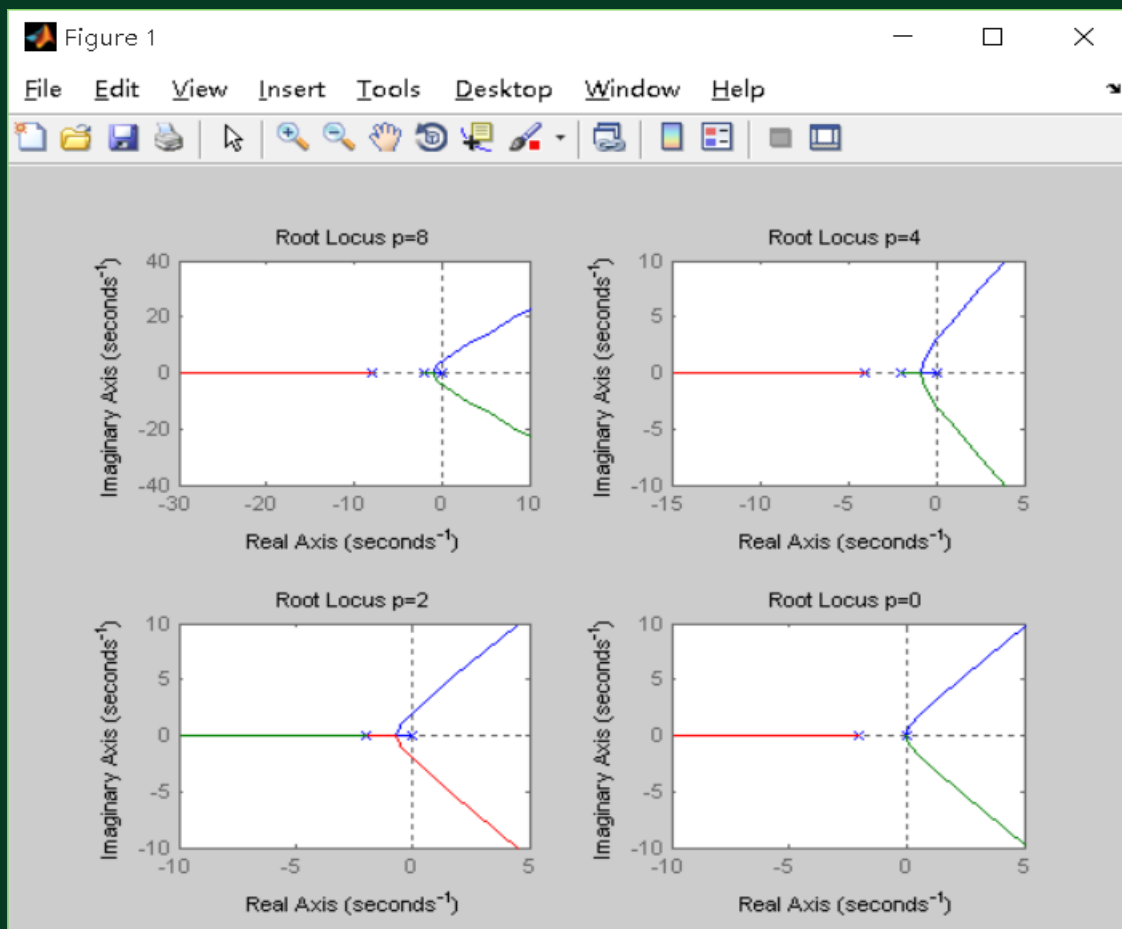 Figure 1
File Edit View Insert Tools Desktop Window Help
Root Locus p=8
Imaginary Axis (seconds⁻¹)
40
20
0
-20
-40
-30 -20 -10 0 10
Real Axis (seconds⁻¹)
Root Locus p=4
Imaginary Axis (seconds⁻¹)
10
5
0
-5
-10
-15 -10 -5 0 5
Real Axis (seconds⁻¹)
Root Locus p=2
Imaginary Axis (seconds⁻¹)
10
5
0
-5
-10
-10 -5 0 5
Real Axis (seconds⁻¹)
Root Locus p=0
Imaginary Axis (seconds⁻¹)
10
5
0
-5
-10
-10 -5 0 5
Real Axis (seconds⁻¹)